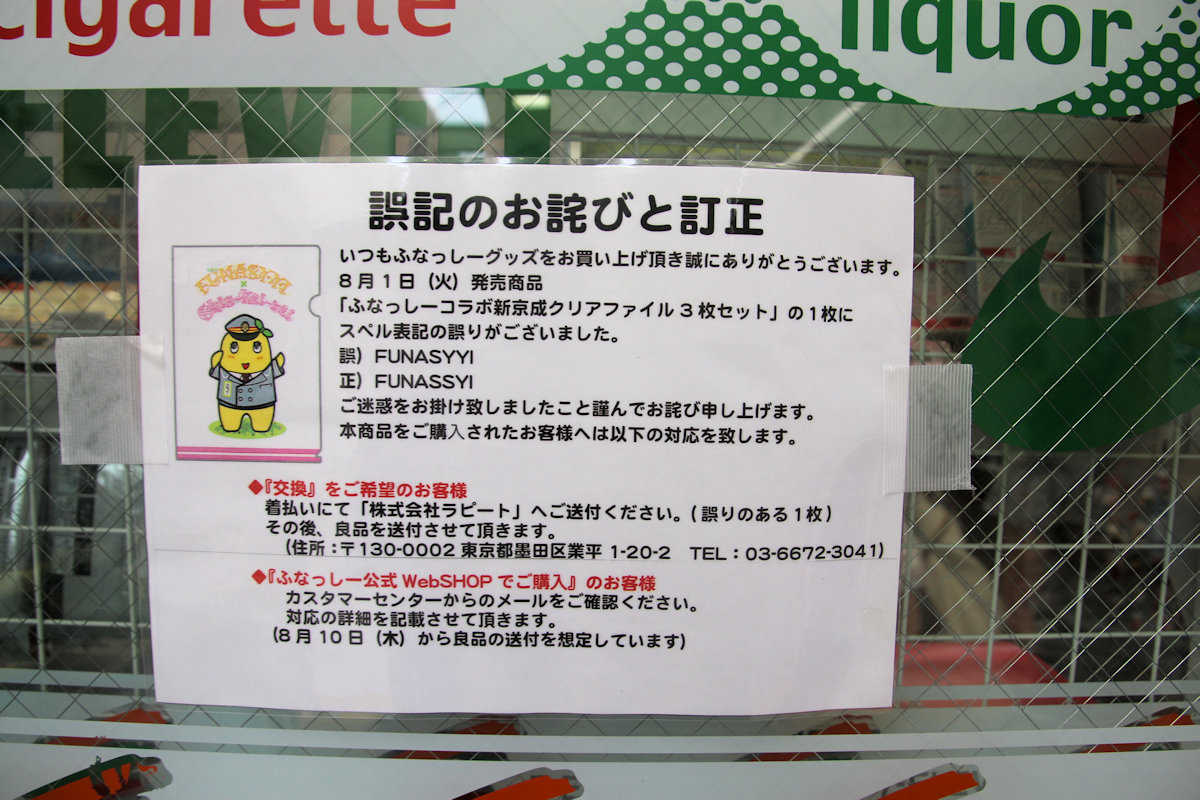 cigarette
liquor
ELEVE
誤記のお詫びと訂正
FUNASYYI
×
Shin-Kei-sei
いつもふなっしーグッズをお買い上げ頂き誠にありがとうございます。
8月1日(火)発売商品
「ふなっしーコラボ新京成クリアファイル3枚セット」の1枚に
スペル表記の誤りがございました。
誤)FUNASYYI
正)FUNASSYI
ご迷惑をお掛け致しましたこと謹んでお詫び申し上げます。
本商品をご購入されたお客様へは以下の対応を致します。
◆『交換』をご希望のお客様
着払いにて「株式会社ラピート」へご送付ください。(誤りのある1枚)
その後、良品を送付させて頂きます。
(住所:〒130-0002 東京都墨田区業平 1-20-2 TEL:03-6672-3041)
◆『ふなっしー公式 WebSHOP でご購入』のお客様
カスタマーセンターからのメールをご確認ください。
対応の詳細を記載させて頂きます。
(8月10日(木)から良品の送付を想定しています)